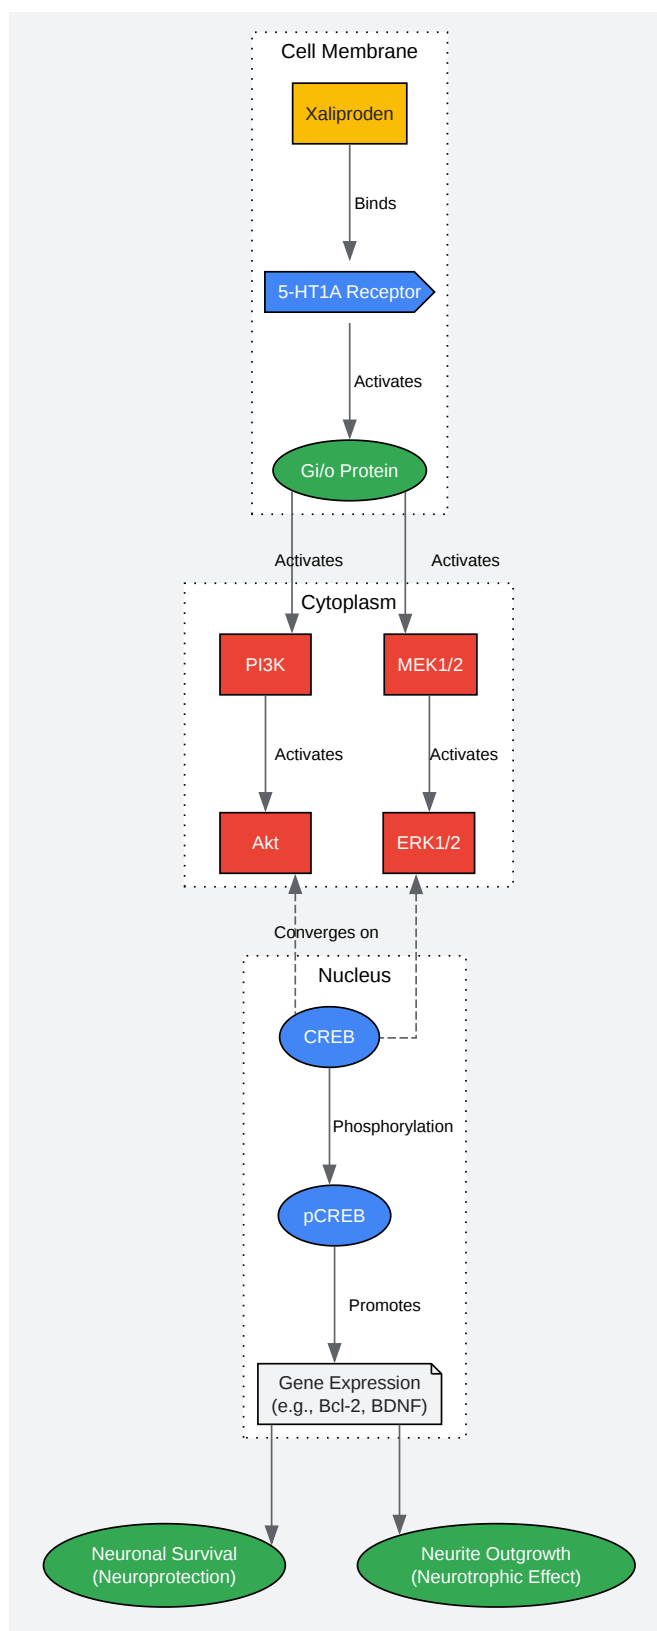 Cell Membrane
Xaliproden
Binds
5-HT1A Receptor
Activates
Gi/o Protein
Activates
Activates
Cytoplasm
PI3K
MEK1/2
Activates
Activates
Akt
ERK1/2
Converges on
Nucleus
CREB
Phosphorylation
pCREB
Promotes
Gene Expression
(e.g., Bcl-2, BDNF)
Neuronal Survival
(Neuroprotection)
Neurite Outgrowth
(Neurotrophic Effect)